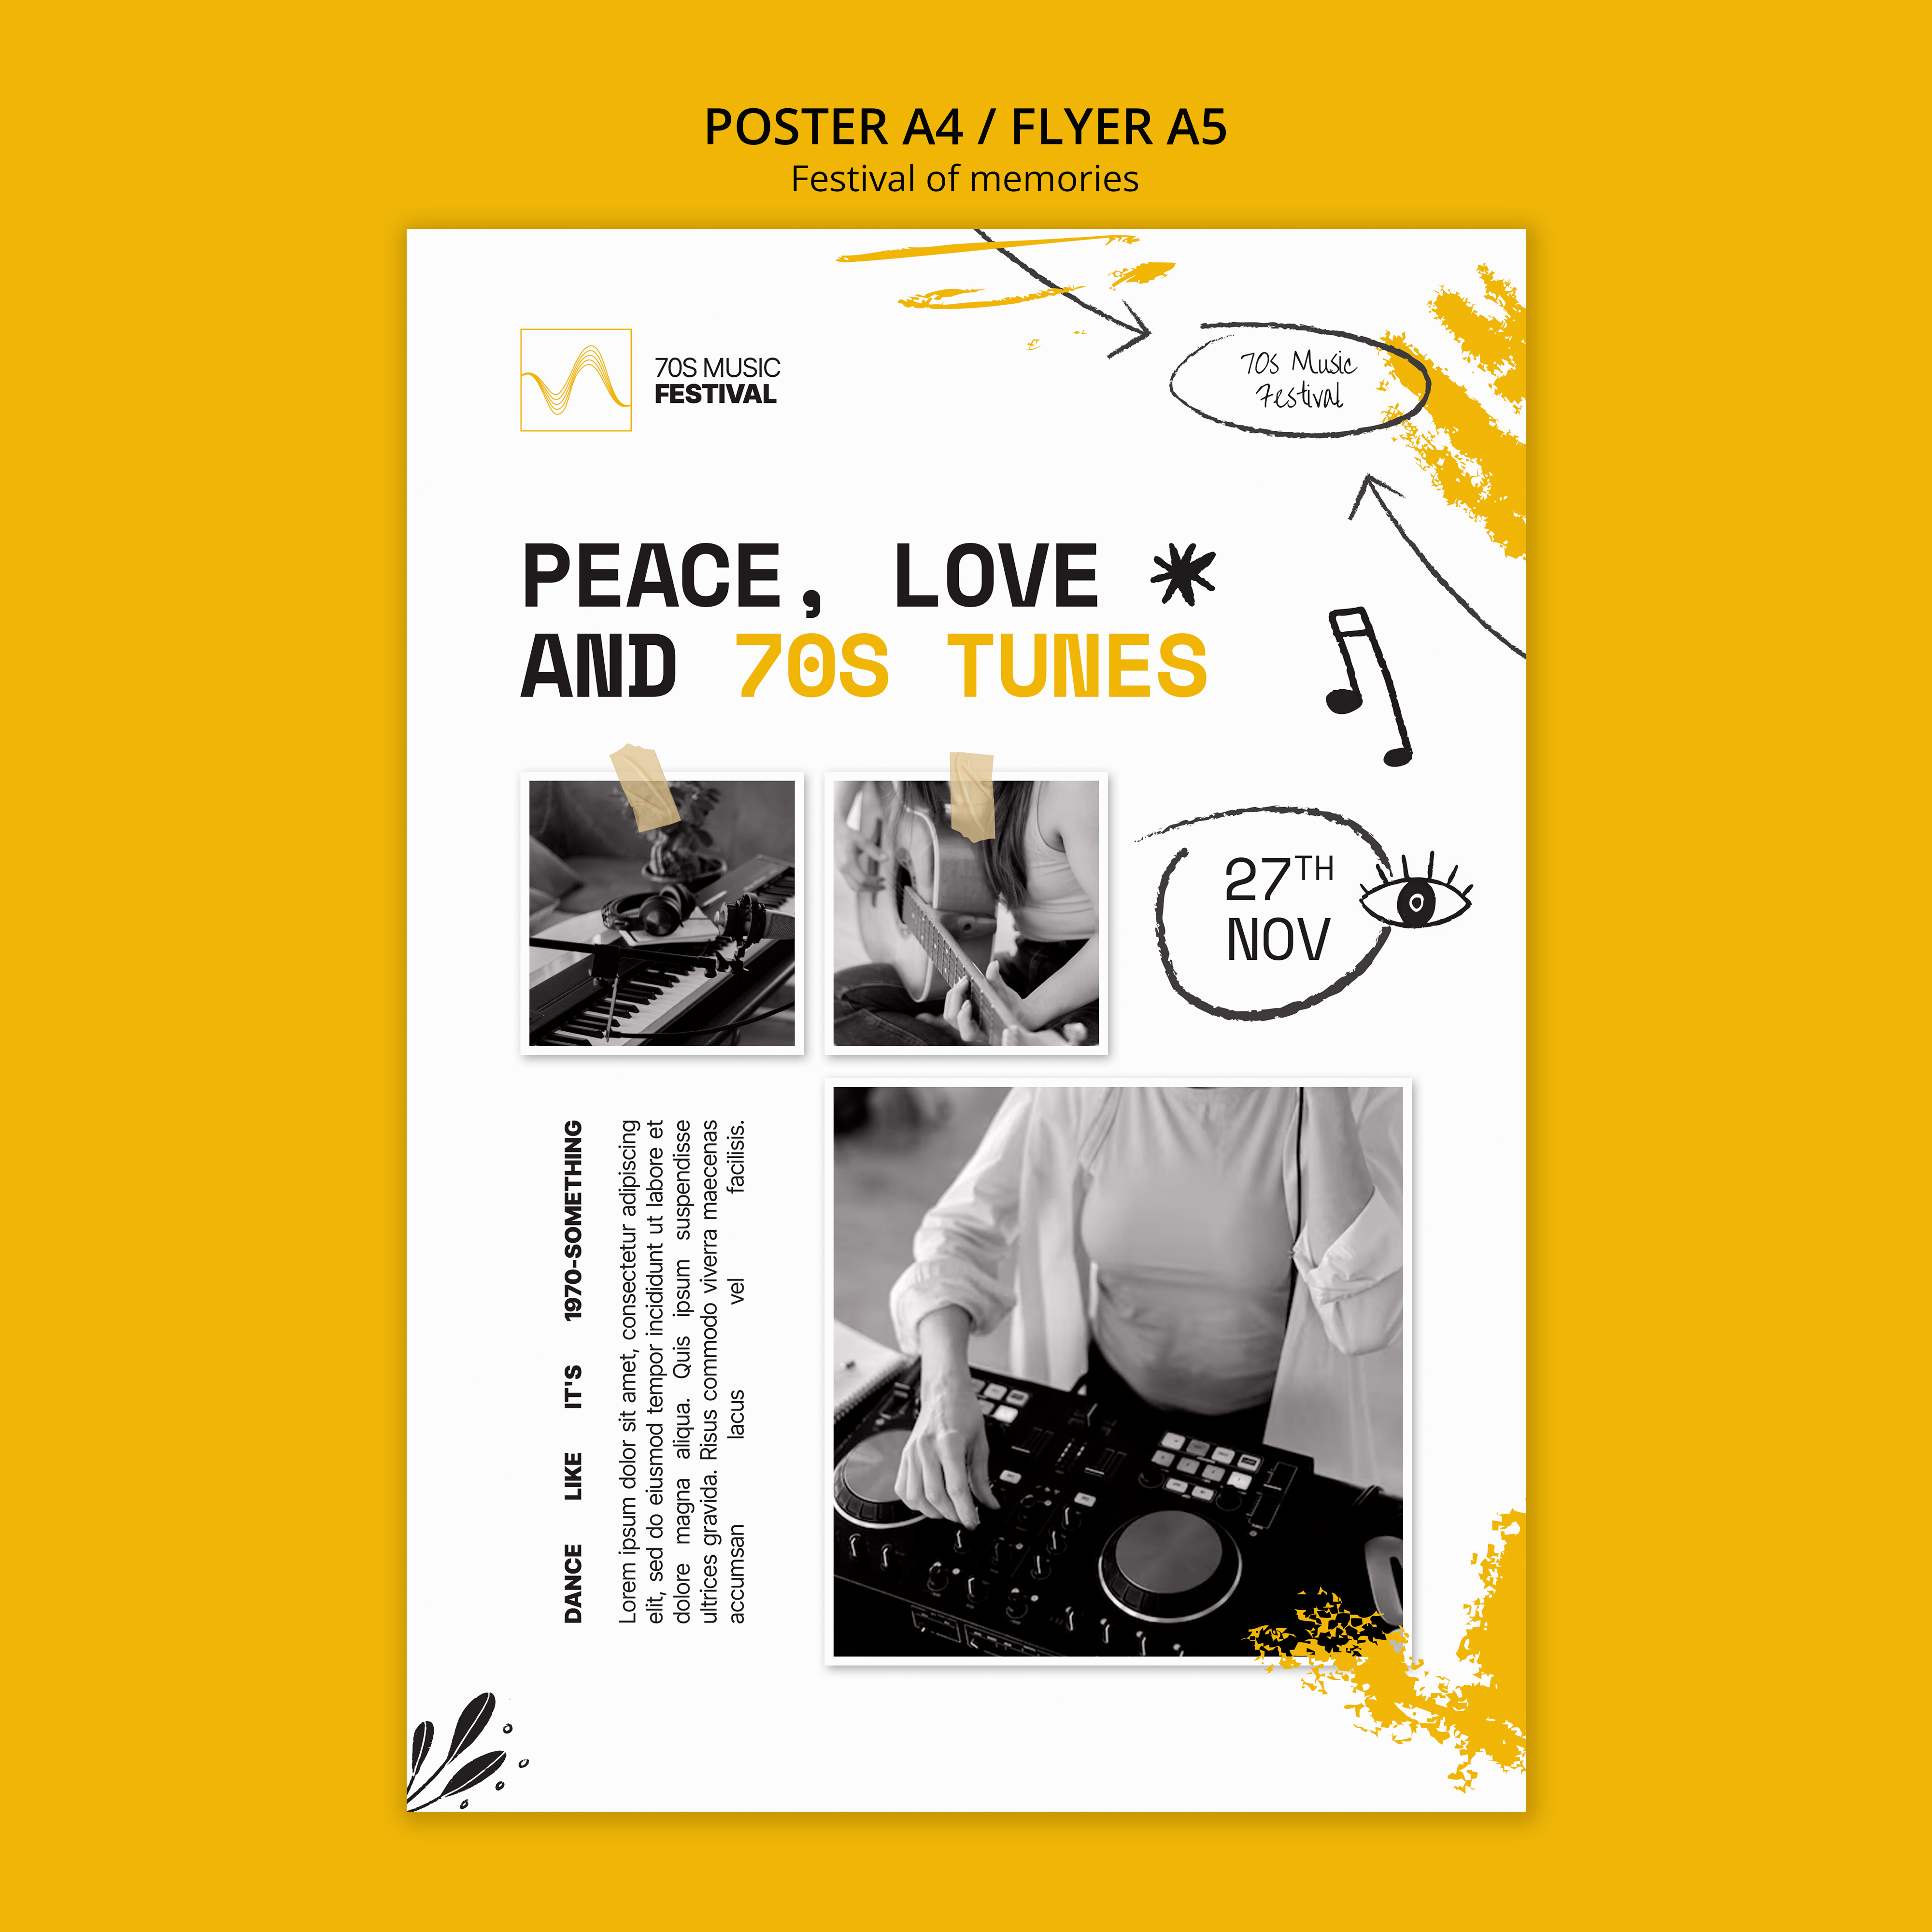 POSTER A4 / FLYER A5
Festival of memories
70S MUSIC
FESTIVAL
70s Music
Festival
PEACE, LOVE
AND 70S TUNES
27TH
NOV
DANCE LIKE IT'S 1970-SOMETHING
Lorem ipsum dolor sit amet, consectetur adipiscing
elit, sed do eiusmod tempor incididunt ut labore et
dolore magna aliqua. Quis ipsum suspendisse
ultrices gravida. Risus commodo viverra maecenas
accumsan lacus vel facilisis.